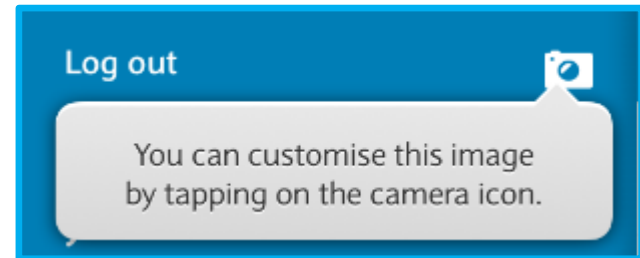 Log out
You can customise this image
by tapping on the camera icon.